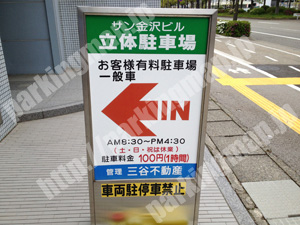 サン金沢ビル
立体駐車場
お客様有料駐車場
一般車
IN
AM6:30～PM4:30
(土・日・祝は休業)
駐車料金 100円(1時間)
管理 三谷不動産
車両駐停車禁止